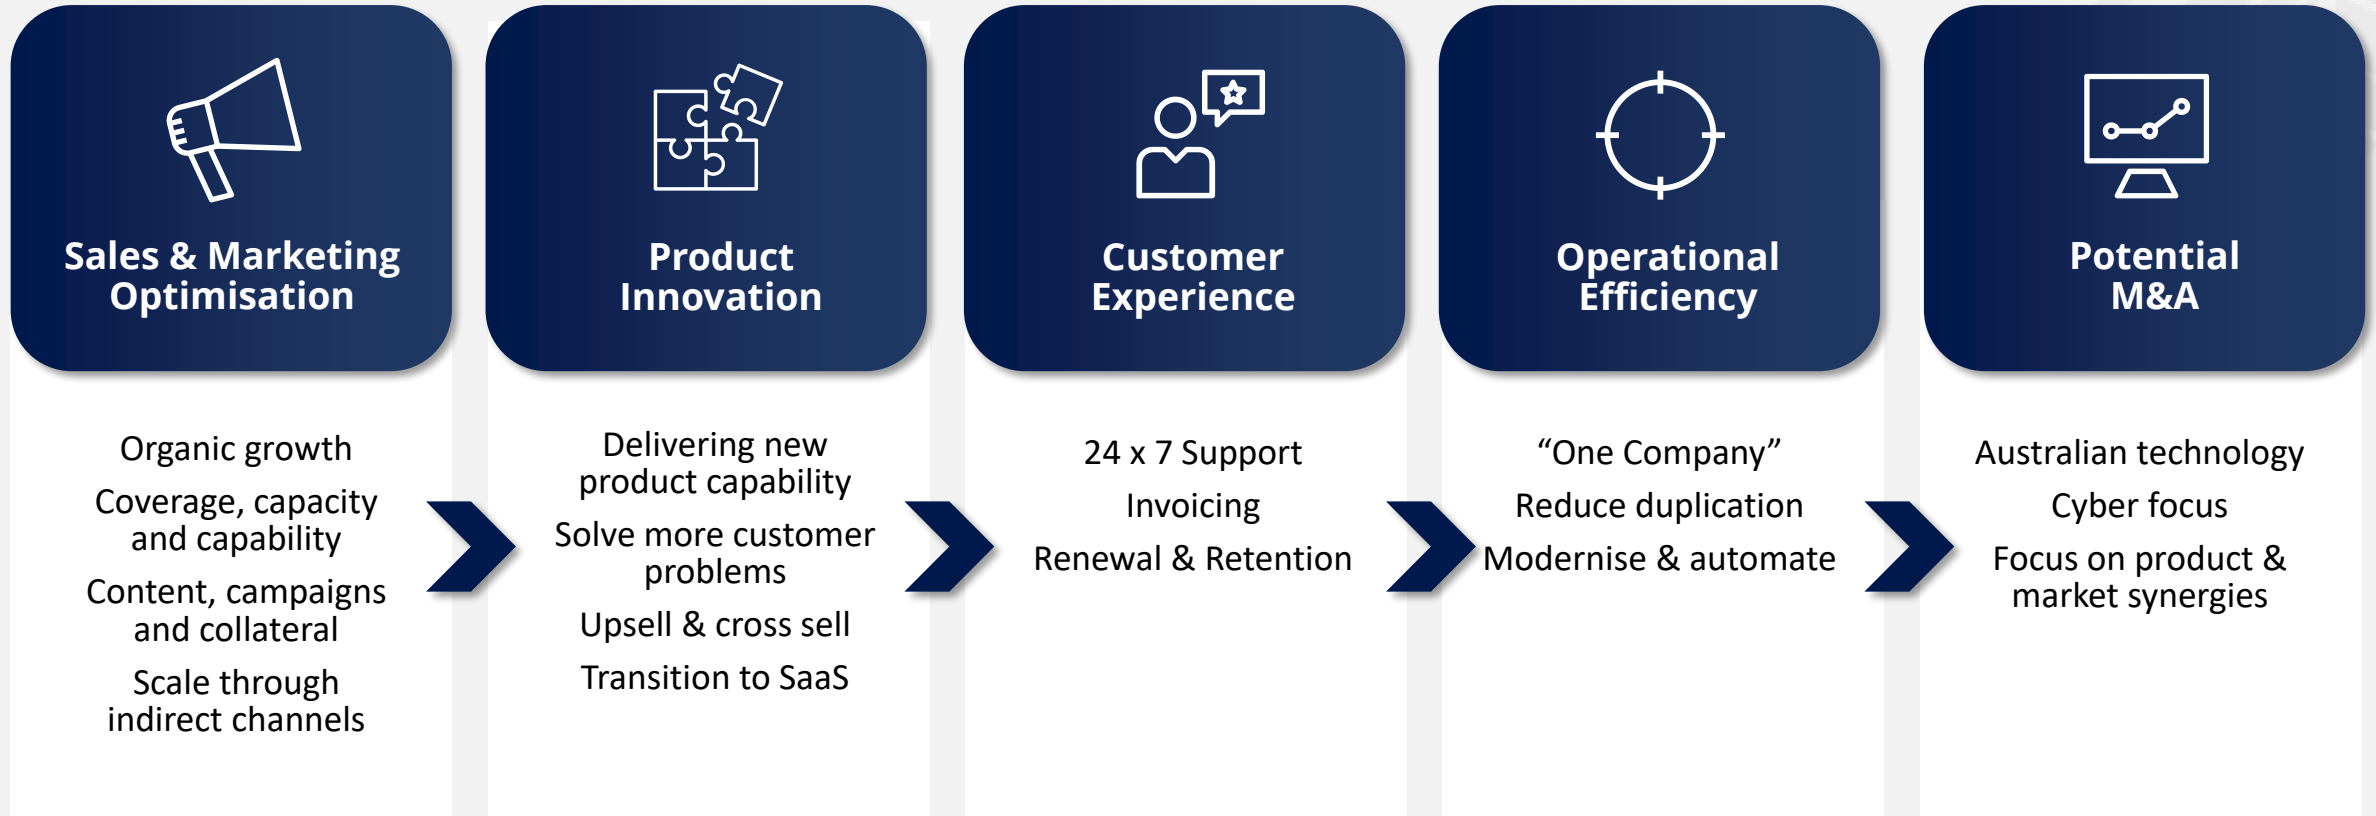 Sales & Marketing
Optimisation
Organic growth
Coverage, capacity
and capability
Content, campaigns
and collateral
Scale through
indirect channels
Product
Innovation
Delivering new
product capability
Solve more customer
problems
Upsell & cross sell
Transition to SaaS
Customer
Experience
24 x 7 Support
Invoicing
Renewal & Retention
Operational
Efficiency
“One Company”
Reduce duplication
Modernise & automate
Potential
M&A
Australian technology
Cyber focus
Focus on product &
market synergies